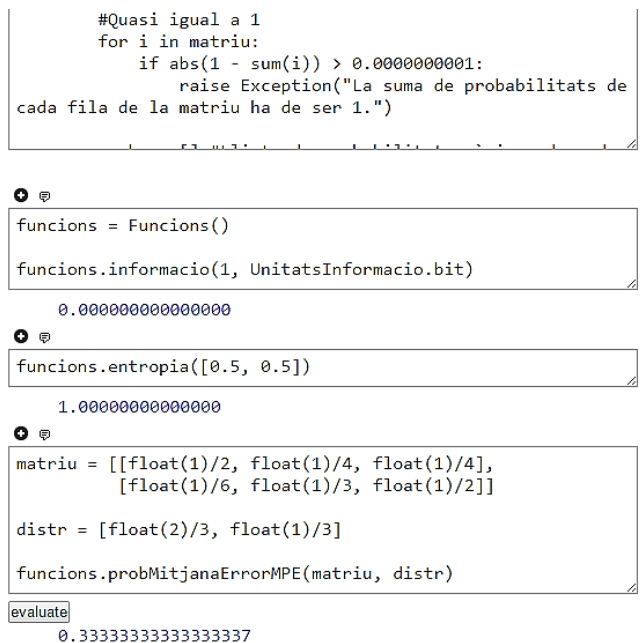 #Quasi igual a 1
for i in matriu:
if abs(1 - sum(i)) > 0.0000000001:
raise Exception("La suma de probabilitats de
cada fila de la matriu ha de ser 1.")
funcions = Funcions()
funcions.informacio(1, UnitatsInformacio.bit)
0.000000000000000
funcions.entropia([0.5, 0.5])
1.00000000000000
matriu = [[float(1)/2, float(1)/4, float(1)/4],
[float(1)/6, float(1)/3, float(1)/2]]
distr = [float(2)/3, float(1)/3]
funcions.probMitjanaErrorMPE(matriu, distr)
evaluate
0.33333333333333337